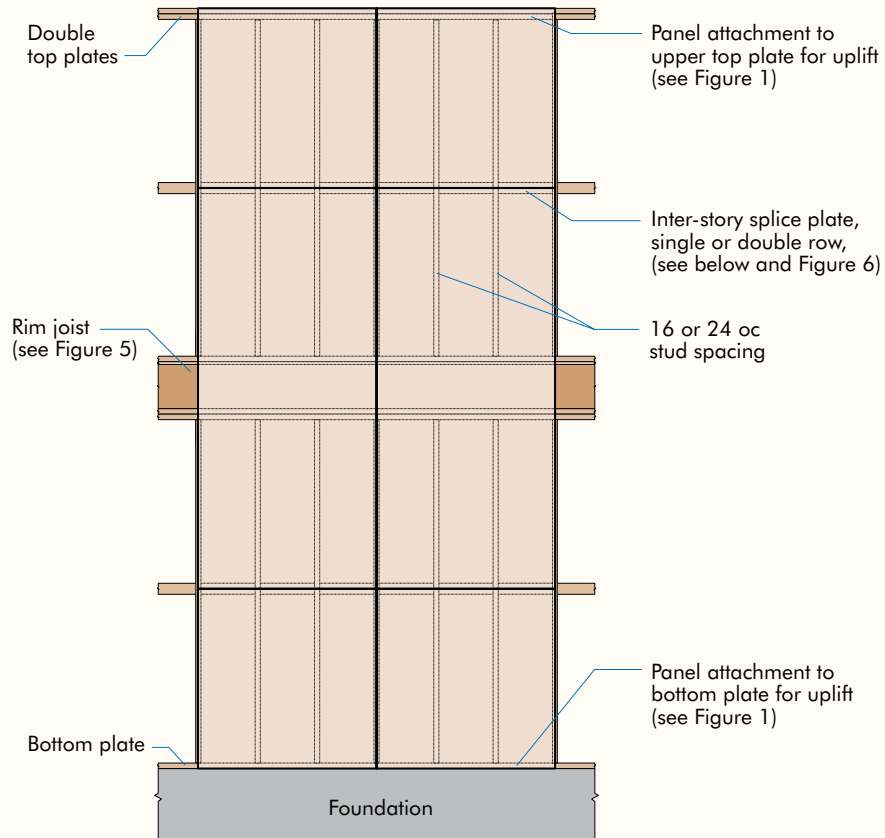 Double
top plates
Panel attachment to
upper top plate for uplift
(see Figure 1)
Inter-story splice plate,
single or double row,
(see below and Figure 6)
Rim joist
(see Figure 5)
16 or 24 oc
stud spacing
Panel attachment to
bottom plate for uplift
(see Figure 1)
Bottom plate
Foundation